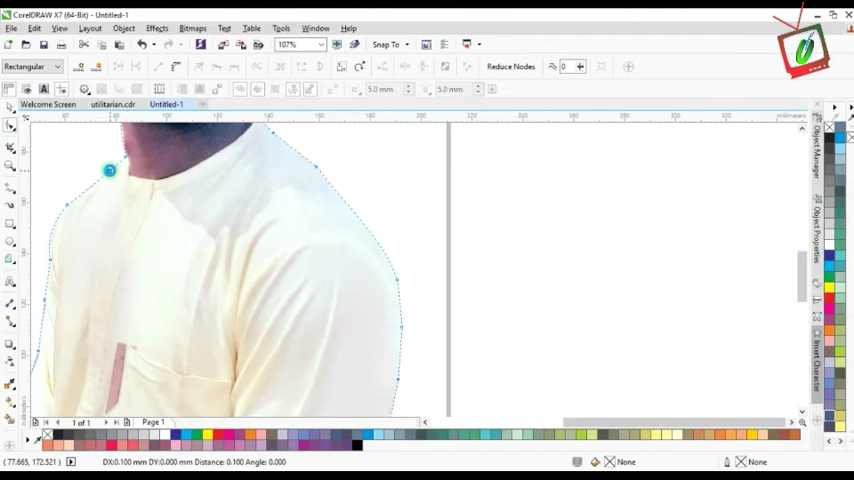 CorelDRAW X7 (64-Bit) - Untitled-1
File Edit View Layout Object Effects Bitmaps Text Table Tools Window Help
107% Snap To
Rectangular Reduce Nodes 0
5.0 mm 5.0 mm
Welcome Screen utilitarian.cdr Untitled-1
millimeters
Object Manager
Object Properties
Insert Character
1 of 1 Page 1
(77.665, 172.521) DX:0.100 mm DY:0.000 mm Distance: 0.100 Angle: 0.000 None None